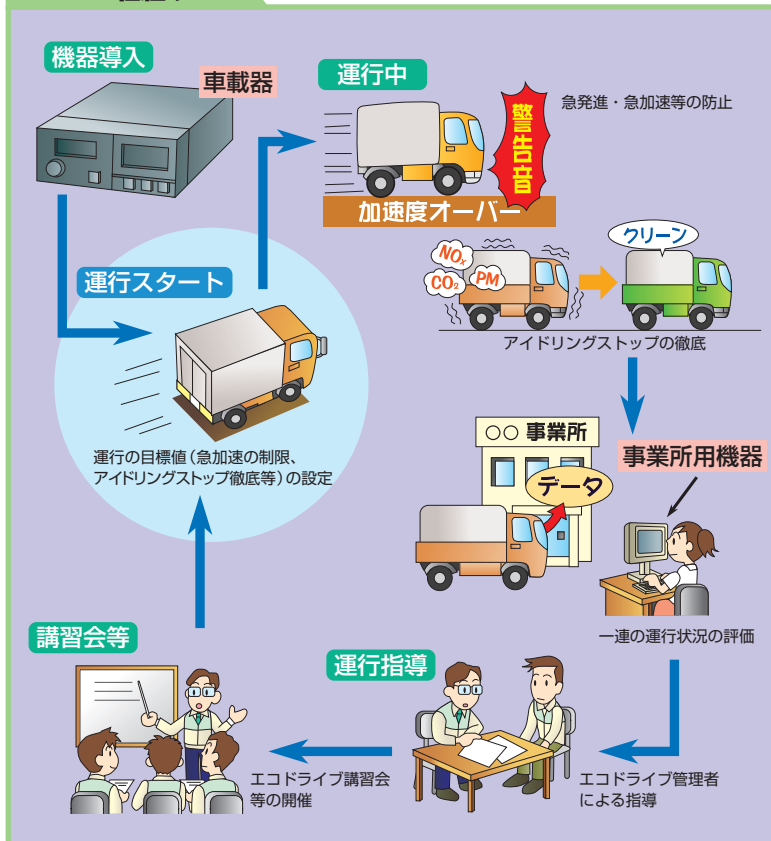 機器導入
車載器
運行中
警告音
急発進・急加速等の防止
加速度オーバー
運行スタート
NOx
CO2
PM
クリーン
アイドリングストップの徹底
運行の目標値(急加速の制限、
アイドリングストップ徹底等)の設定
○○ 事業所
データ
事業所用機器
一連の運行状況の評価
講習会等
運行指導
エコドライブ講習会
等の開催
エコドライブ管理者
による指導